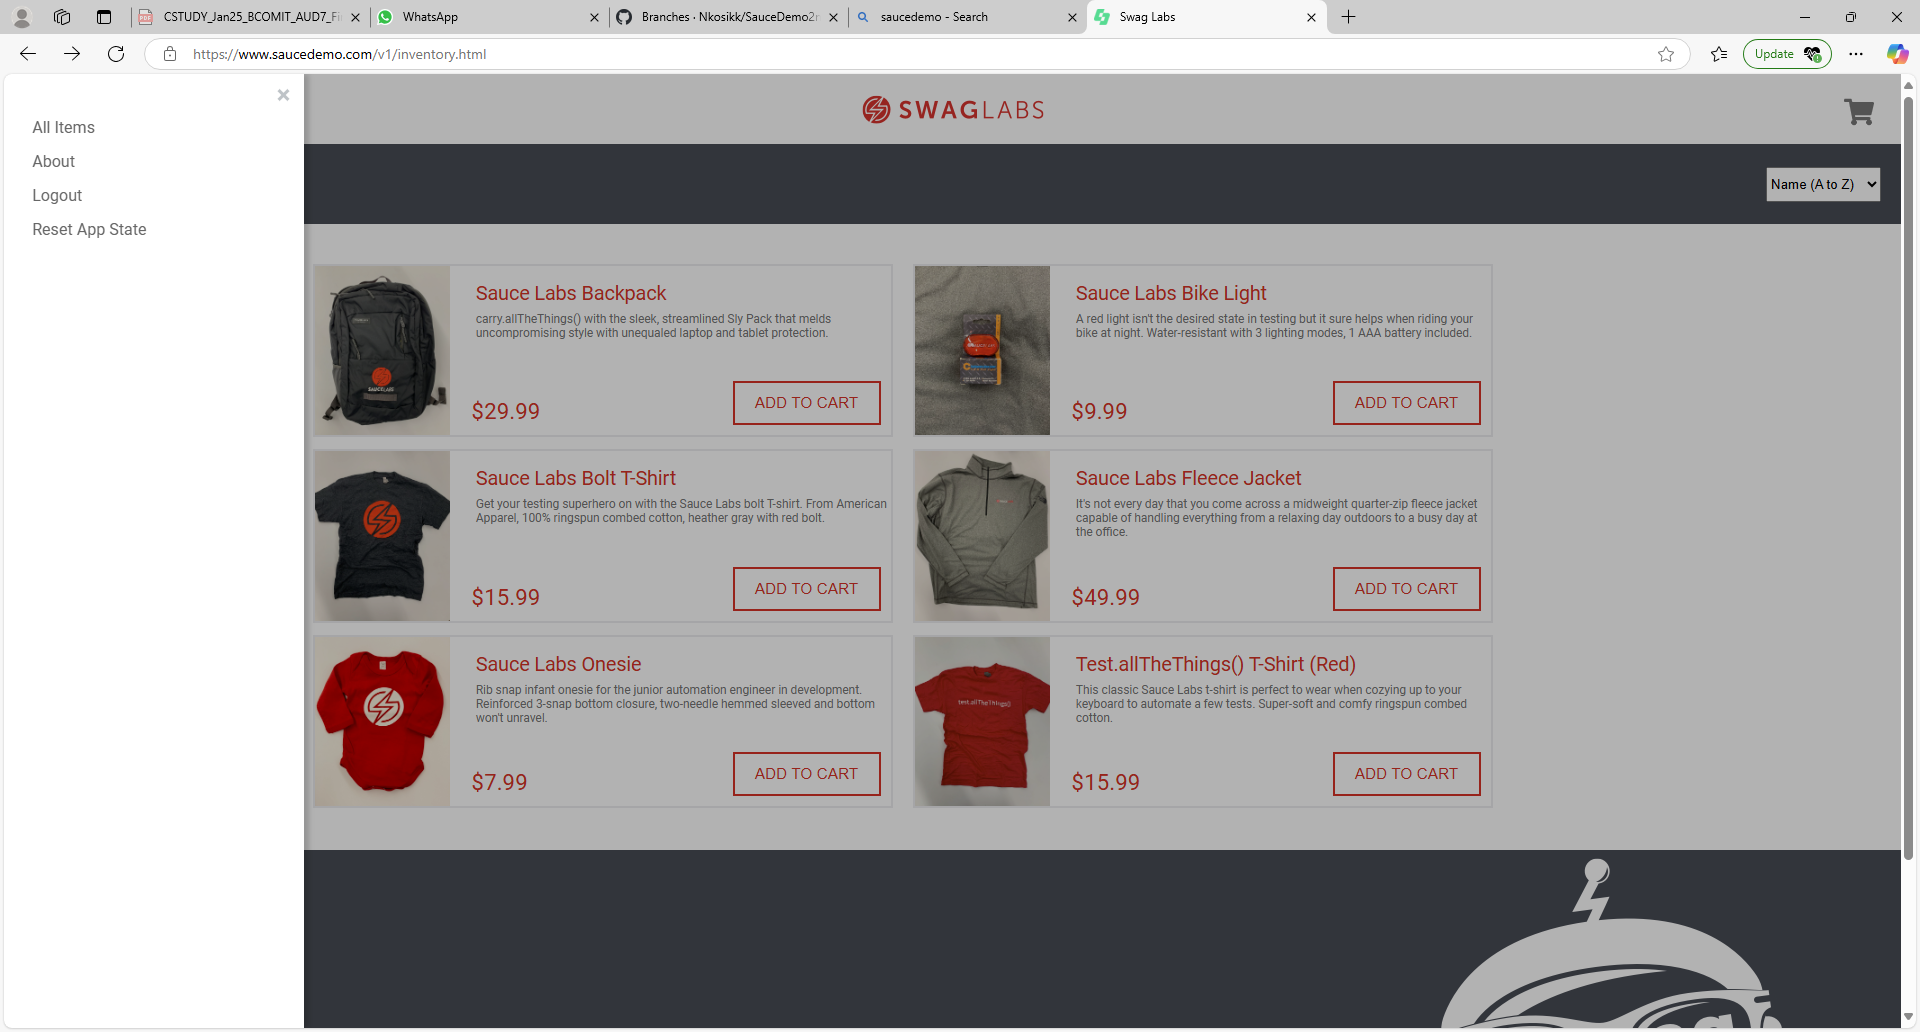 CSTUDY_Jan25_BCOMIT_AUD7_Fi
WhatsApp
Branches · Nkosikk/SauceDemo2
saucedemo - Search
Swag Labs
https://www.saucedemo.com/v1/inventory.html
Update
All Items
About
Logout
Reset App State
SWAGLABS
Name (A to Z)
Sauce Labs Backpack
carry.allTheThings() with the sleek, streamlined Sly Pack that melds
uncompromising style with unequaled laptop and tablet protection.
$29.99
ADD TO CART
Sauce Labs Bike Light
A red light isn't the desired state in testing but it sure helps when riding your
bike at night. Water-resistant with 3 lighting modes, 1 AAA battery included.
$9.99
ADD TO CART
Sauce Labs Bolt T-Shirt
Get your testing superhero on with the Sauce Labs bolt T-shirt. From American
Apparel, 100% ringspun combed cotton, heather gray with red bolt.
$15.99
ADD TO CART
Sauce Labs Fleece Jacket
It's not every day that you come across a midweight quarter-zip fleece jacket
capable of handling everything from a relaxing day outdoors to a busy day at
the office.
$49.99
ADD TO CART
Sauce Labs Onesie
Rib snap infant onesie for the junior automation engineer in development.
Reinforced 3-snap bottom closure, two-needle hemmed sleeved and bottom
won't unravel.
$7.99
ADD TO CART
test.allTheThings()
Test.allTheThings() T-Shirt (Red)
This classic Sauce Labs t-shirt is perfect to wear when cozying up to your
keyboard to automate a few tests. Super-soft and comfy ringspun combed
cotton.
$15.99
ADD TO CART